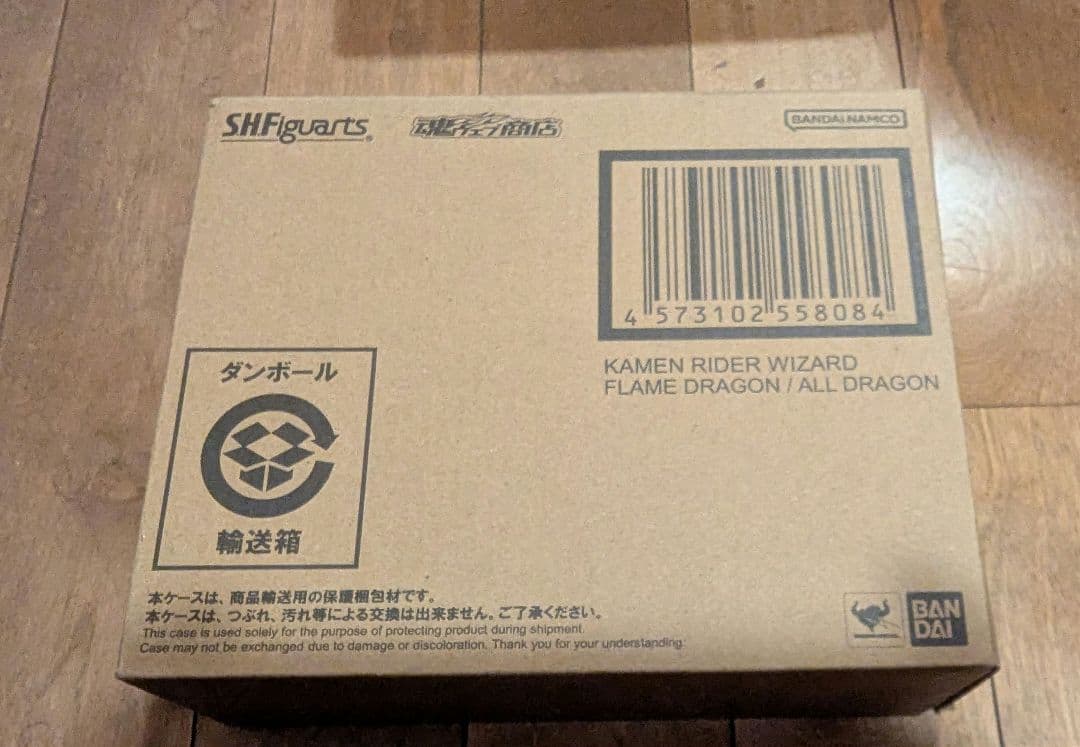 S.H.Figuarts
魂ウェブ商店
BANDAI NAMCO
4 573102 558084
KAMEN RIDER WIZARD
FLAME DRAGON / ALL DRAGON
ダンボール
輸送箱
本ケースは、商品輸送用の保護梱包材です。
本ケースは、つぶれ、汚れ等による交換は出来ません。ご了承ください。
This case is used solely for the purpose of protecting product during shipment.
Case may not be exchanged due to damage or discoloration. Thank you for your understanding.
BAN
DAI